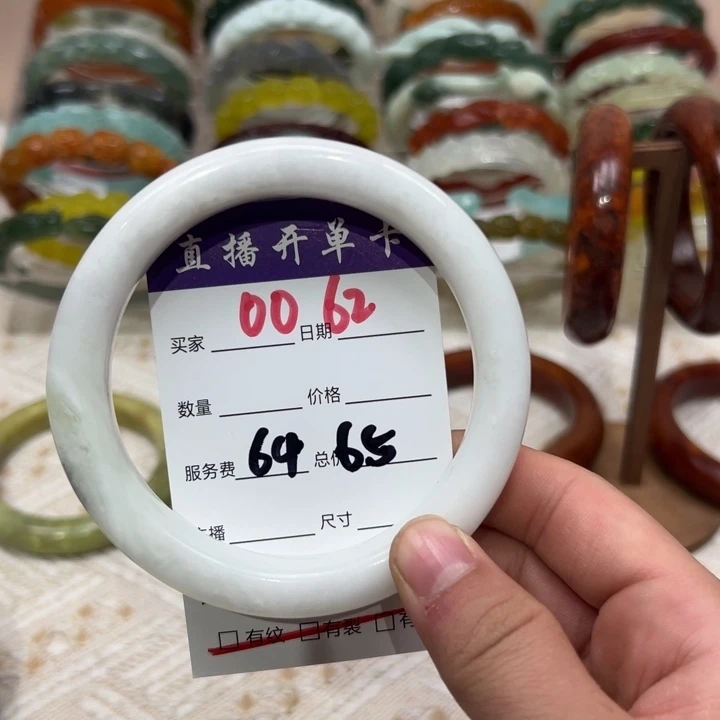 直播开单卡
00 62
买家 日期
数量 价格
64 65
服务费 总价
播 尺寸
有纹 有裂 有